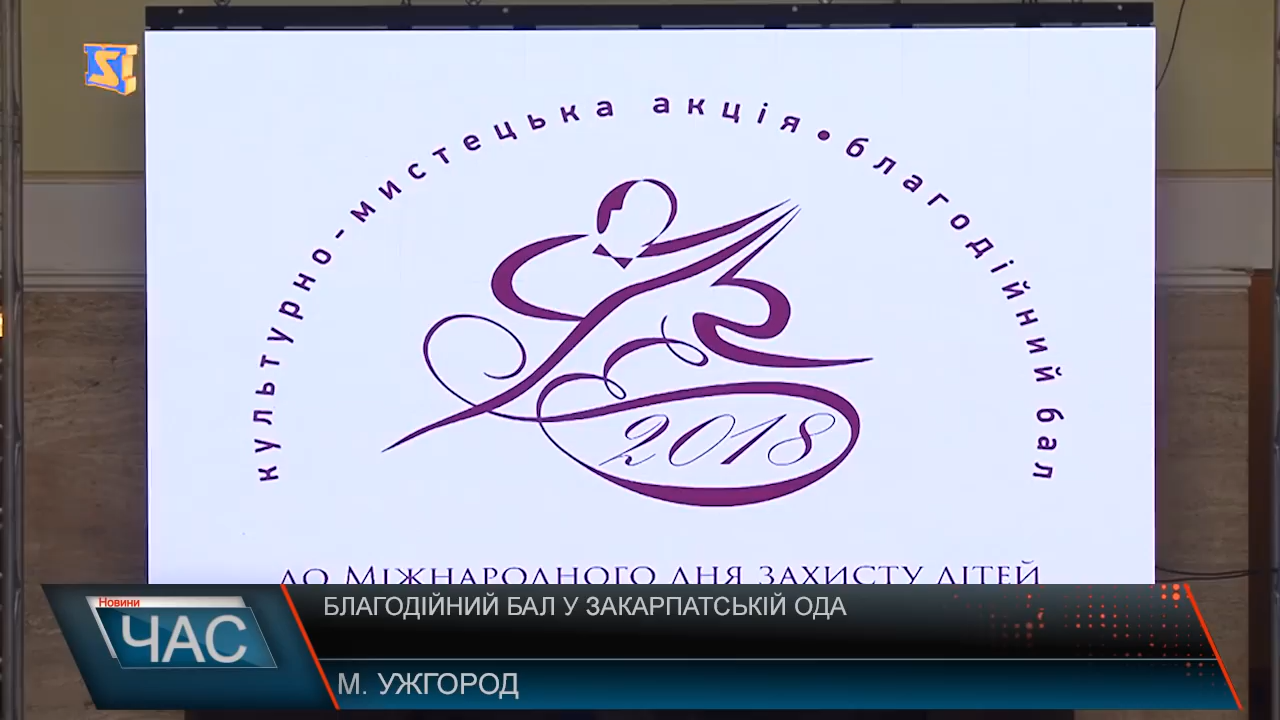 культурно-мистецька акція • благодійний бал
2018
до Міжнародного дня захисту дітей
Новини
ЧАС
БЛАГОДІЙНИЙ БАЛ У ЗАКАРПАТСЬКІЙ ОДА
М. УЖГОРОД